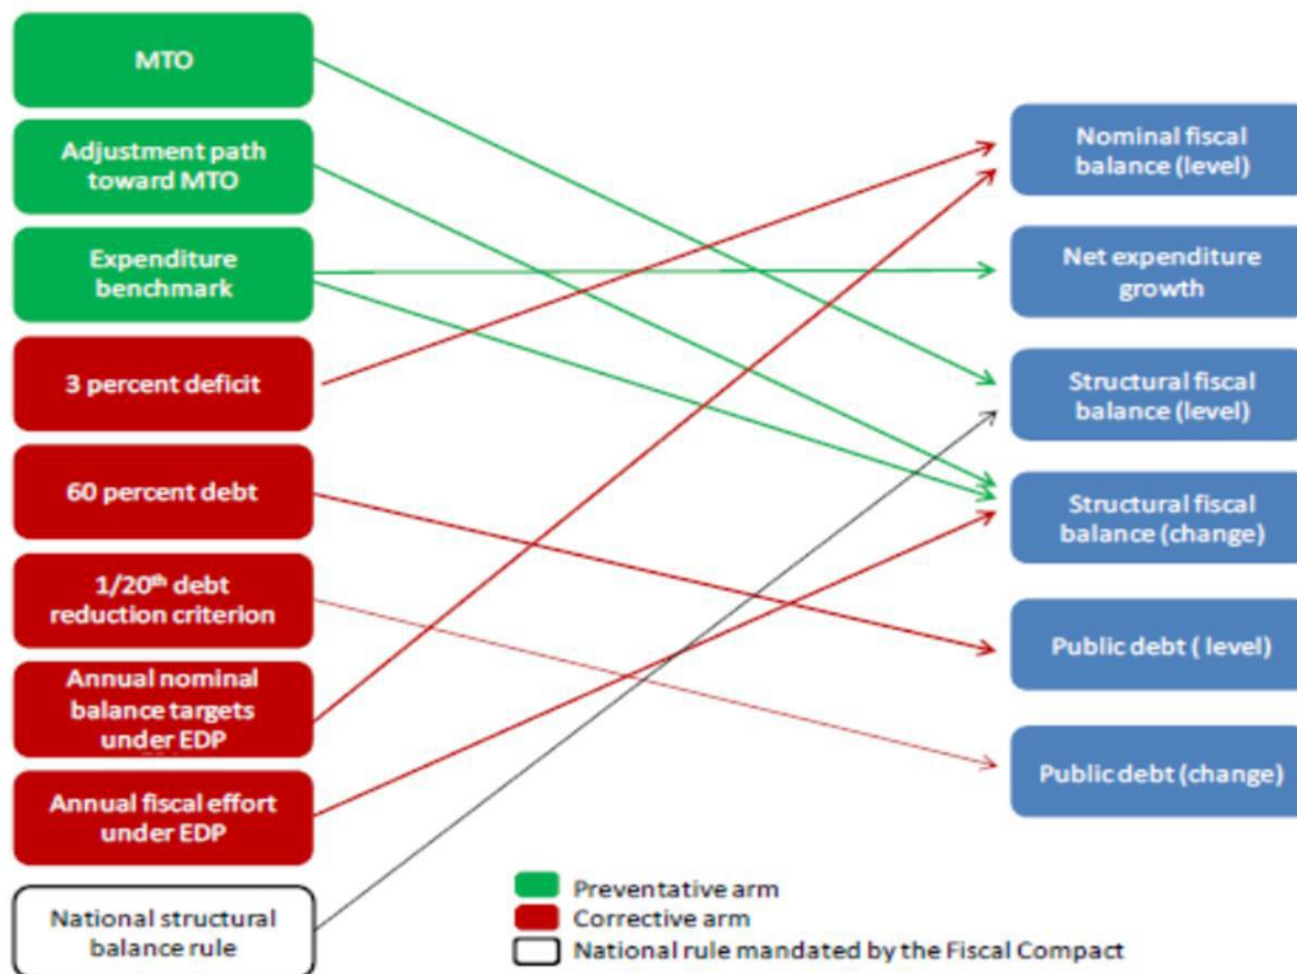 MTO
Adjustment path
toward MTO
Expenditure
benchmark
3 percent deficit
60 percent debt
1/20th debt
reduction criterion
Annual nominal
balance targets
under EDP
Annual fiscal effort
under EDP
National structural
balance rule
Nominal fiscal
balance (level)
Net expenditure
growth
Structural fiscal
balance (level)
Structural fiscal
balance (change)
Public debt ( level)
Public debt (change)
Preventative arm
Corrective arm
National rule mandated by the Fiscal Compact